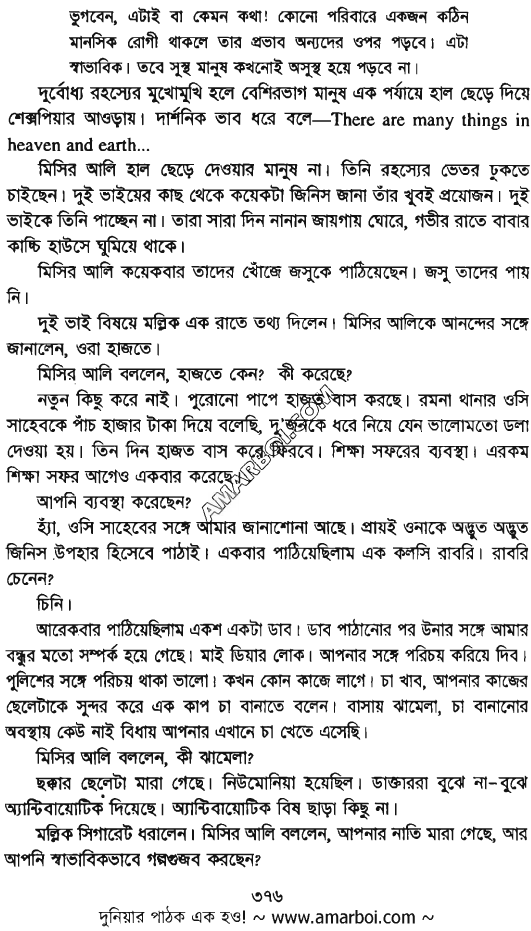 ভুগবেন, এটাই বা কেমন কথা! কোনো পরিবারে একজন কঠিন
মানসিক রোগী থাকলে তার প্রভাব অন্যদের ওপর পড়বে। এটা
স্বাভাবিক। তবে সুস্থ মানুষ কখনোই অসুস্থ হয়ে পড়বে না।
দুর্বোধ্য রহস্যের মুখোমুখি হলে বেশিরভাগ মানুষ এক পর্যায়ে হাল ছেড়ে দিয়ে
শেক্সপিয়ার আওড়ায়। দার্শনিক ভাব ধরে বলে—There are many things in
heaven and earth...
মিসির আলি হাল ছেড়ে দেওয়ার মানুষ না। তিনি রহস্যের ভেতর ঢুকতে
চাইছেন। দুই ভাইয়ের কাছ থেকে কয়েকটা জিনিস জানা তাঁর খুবই প্রয়োজন। দুই
ভাইকে তিনি পাচ্ছেন না। তারা সারা দিন নানান জায়গায় ঘোরে, গভীর রাতে বাবার
কাচ্চি হাউসে ঘুমিয়ে থাকে।
মিসির আলি কয়েকবার তাদের খোঁজে জসুকে পাঠিয়েছেন। জসু তাদের পায়
নি।
দুই ভাই বিষয়ে মল্লিক এক রাতে তথ্য দিলেন। মিসির আলিকে আনন্দের সঙ্গে
জানালেন, ওরা হাজতে।
মিসির আলি বললেন, হাজতে কেন? কী করেছে?
নতুন কিছু করে নাই। পুরোনো পাপে হাজত বাস করছে। রমনা থানার ওসি
সাহেবকে পাঁচ হাজার টাকা দিয়ে বলেছি, দু'জনকে ধরে নিয়ে যেন ভালোমতো ডলা
দেওয়া হয়। তিন দিন হাজত বাস করে ফিরবে। শিক্ষা সফরের ব্যবস্থা। এরকম
শিক্ষা সফর আগেও একবার করেছে।
আপনি ব্যবস্থা করেছেন?
হ্যাঁ, ওসি সাহেবের সঙ্গে আমার জানাশোনা আছে। প্রায়ই ওনাকে অদ্ভুত অদ্ভুত
জিনিস উপহার হিসেবে পাঠাই। একবার পাঠিয়েছিলাম এক কলসি রাবরি। রাবরি
চেনেন?
চিনি।
আরেকবার পাঠিয়েছিলাম একশ একটা ডাব। ডাব পাঠানোর পর উনার সঙ্গে আমার
বন্ধুর মতো সম্পর্ক হয়ে গেছে। মাই ডিয়ার লোক। আপনার সঙ্গে পরিচয় করিয়ে দিব।
পুলিশের সঙ্গে পরিচয় থাকা ভালো। কখন কোন কাজে লাগে। চা খাব, আপনার কাজের
ছেলেটাকে সুন্দর করে এক কাপ চা বানাতে বলেন। বাসায় ঝামেলা, চা বানানোর
অবস্থায় কেউ নাই বিধায় আপনার এখানে চা খেতে এসেছি।
মিসির আলি বললেন, কী ঝামেলা?
ছক্কার ছেলেটা মারা গেছে। নিউমোনিয়া হয়েছিল। ডাক্তাররা বুঝে না-বুঝে
অ্যান্টিবায়োটিক দিয়েছে। অ্যান্টিবায়োটিক বিষ ছাড়া কিছু না।
মল্লিক সিগারেট ধরালেন। মিসির আলি বললেন, আপনার নাতি মারা গেছে, আর
আপনি স্বাভাবিকভাবে গল্পগুজব করছেন?
AMARBOI.COM
৩৭৬
দুনিয়ার পাঠক এক হও! ~ www.amarboi.com ~